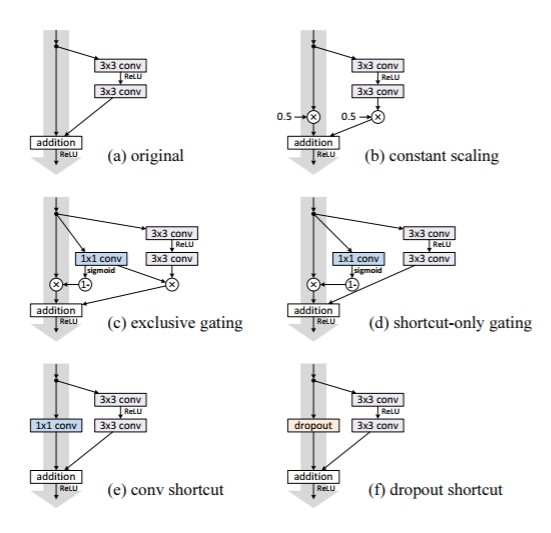 3x3 conv
ReLU
3x3 conv
addition
ReLU
(a) original
3x3 conv
ReLU
3x3 conv
0.5
×
0.5
×
addition
ReLU
(b) constant scaling
3x3 conv
ReLU
1x1 conv
3x3 conv
sigmoid
×
1-
×
addition
ReLU
(c) exclusive gating
3x3 conv
ReLU
1x1 conv
3x3 conv
sigmoid
×
1-
addition
ReLU
(d) shortcut-only gating
3x3 conv
ReLU
1x1 conv
3x3 conv
addition
ReLU
(e) conv shortcut
3x3 conv
ReLU
dropout
3x3 conv
addition
ReLU
(f) dropout shortcut